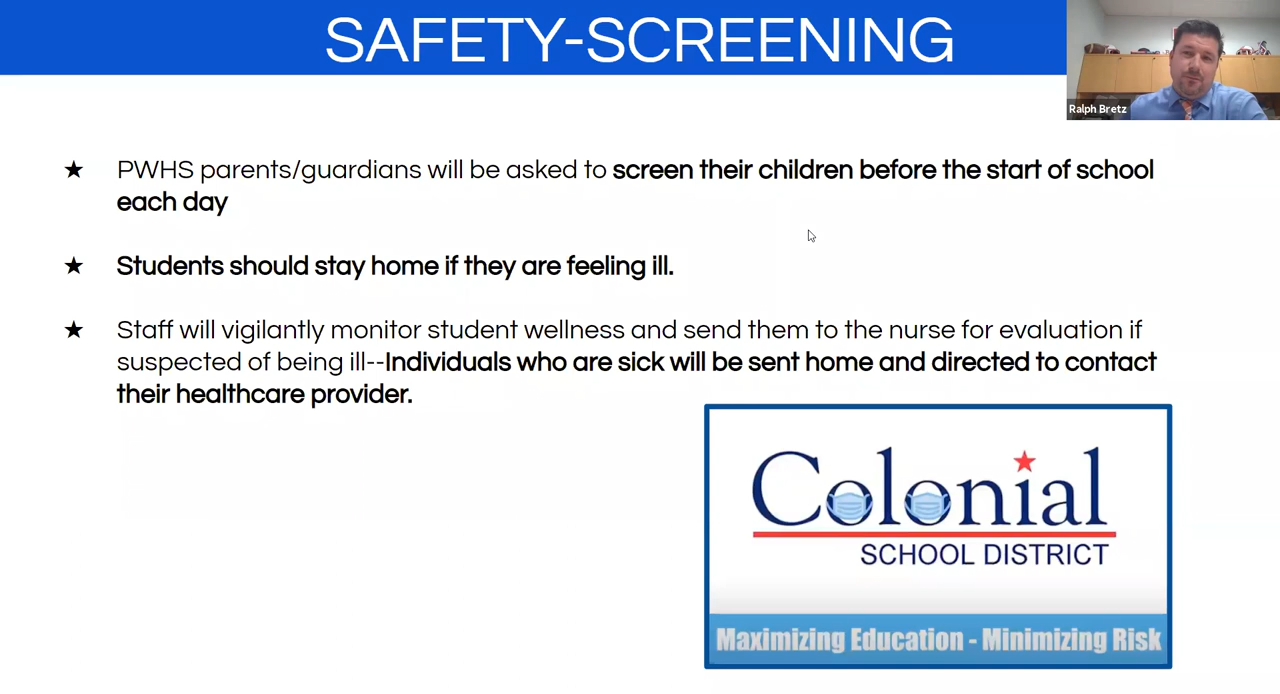 SAFETY-SCREENING
Ralph Bretz
★ PWHS parents/guardians will be asked to screen their children before the start of school
each day
★ Students should stay home if they are feeling ill.
★ Staff will vigilantly monitor student wellness and send them to the nurse for evaluation if
suspected of being ill--Individuals who are sick will be sent home and directed to contact
their healthcare provider.
Colonial
SCHOOL DISTRICT
Maximizing Education - Minimizing Risk